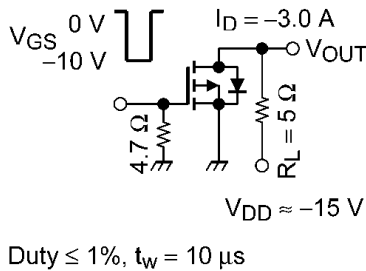 V_GS 0 V
−10 V
I_D = −3.0 A
V_OUT
4.7 Ω
R_L = 5 Ω
V_DD ≈ −15 V
Duty ≤ 1%, t_w = 10 μs